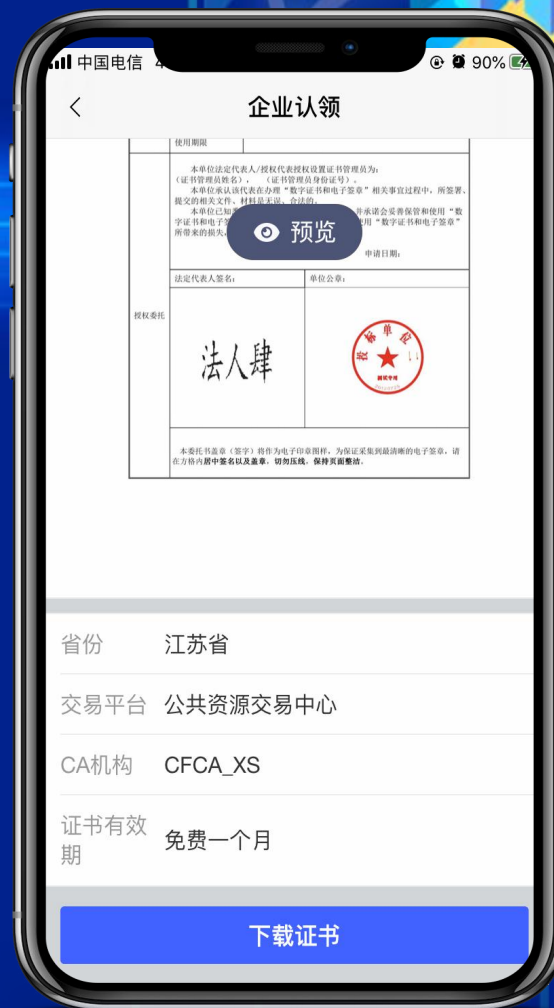 中国电信
90%
企业认领
使用期限
本单位法定代表人/授权代表授权设置证书管理员为：
（证书管理员姓名），（证书管理员身份证号）。
本单位承认该代表在办理“数字证书和电子签章”相关事宜过程中，所签署、
提交的相关文件、材料是无误、合法的。
本单位已知 并承诺会妥善保管和使用“数
字证书和电子签 用“数字证书和电子签章”
所带来的损失，
预览
申请日期：
授权委托
法定代表人签名：
单位公章：
法人肆
投标单位二
测试专用
本委托书盖章（签字）将作为电子印章图样，为保证采集到最清晰的电子签章，请
在方格内居中签名以及盖章，切勿压线，保持页面整洁。
省份 江苏省
交易平台 公共资源交易中心
CA机构 CFCA_XS
证书有效
期 免费一个月
下载证书